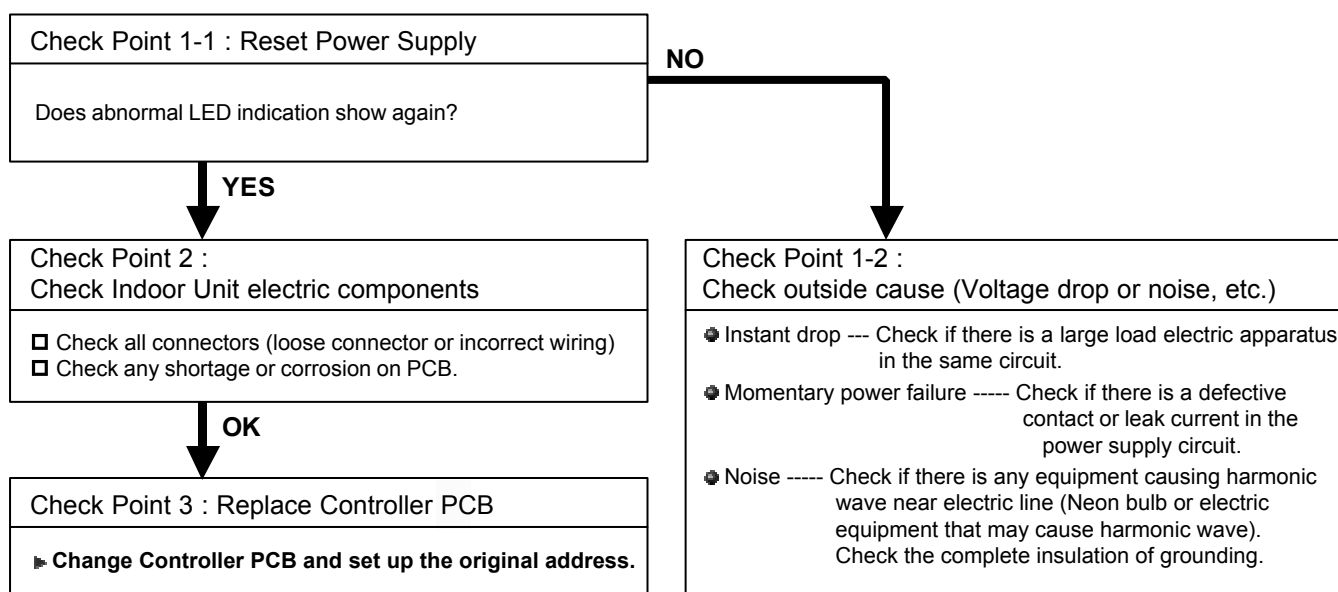 Check Point 1-1 : Reset Power Supply
Does abnormal LED indication show again?
NO
YES
Check Point 2 :
Check Indoor Unit electric components
Check all connectors (loose connector or incorrect wiring)
Check any shortage or corrosion on PCB.
OK
Check Point 3 : Replace Controller PCB
Change Controller PCB and set up the original address.
Check Point 1-2 :
Check outside cause (Voltage drop or noise, etc.)
Instant drop --- Check if there is a large load electric apparatus
in the same circuit.
Momentary power failure ----- Check if there is a defective
contact or leak current in the
power supply circuit.
Noise ----- Check if there is any equipment causing harmonic
wave near electric line (Neon bulb or electric
equipment that may cause harmonic wave).
Check the complete insulation of grounding.